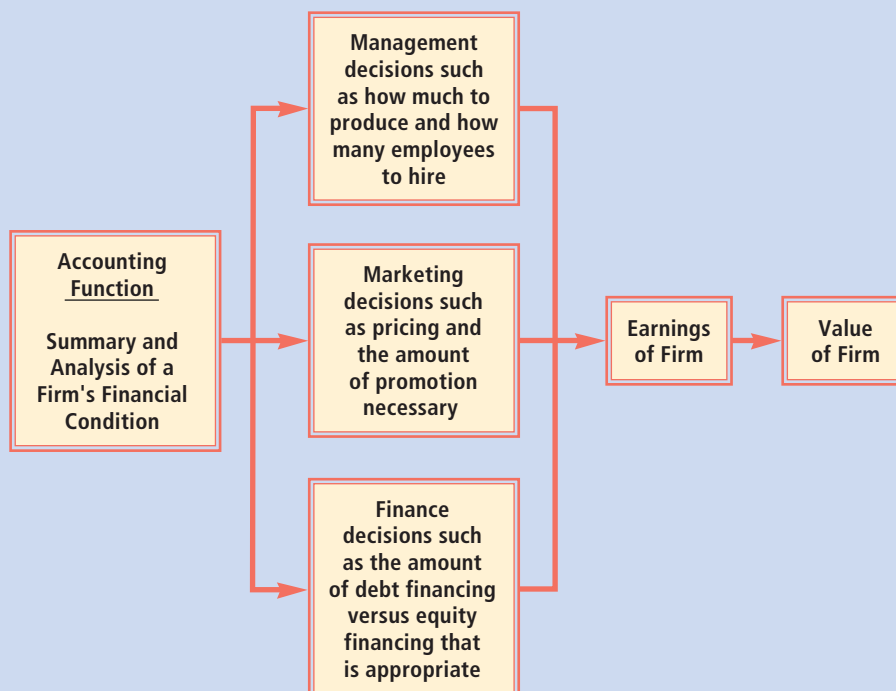 Management
decisions such
as how much to
produce and how
many employees
to hire
Accounting
Function
Summary and
Analysis of a
Firm's Financial
Condition
Marketing
decisions such
as pricing and
the amount
of promotion
necessary
Earnings
of Firm
Value
of Firm
Finance
decisions such
as the amount
of debt financing
versus equity
financing that
is appropriate